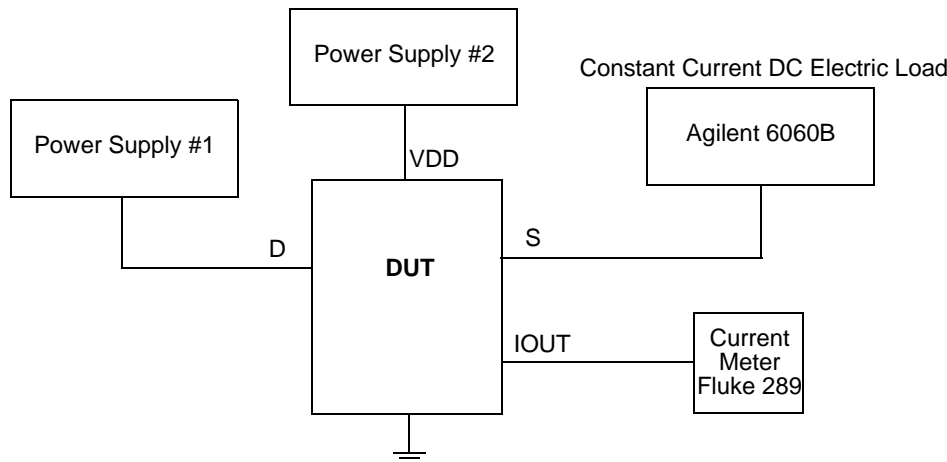 Power Supply #2
Constant Current DC Electric Load
Power Supply #1
Agilent 6060B
VDD
D
S
DUT
IOUT
Current
Meter
Fluke 289